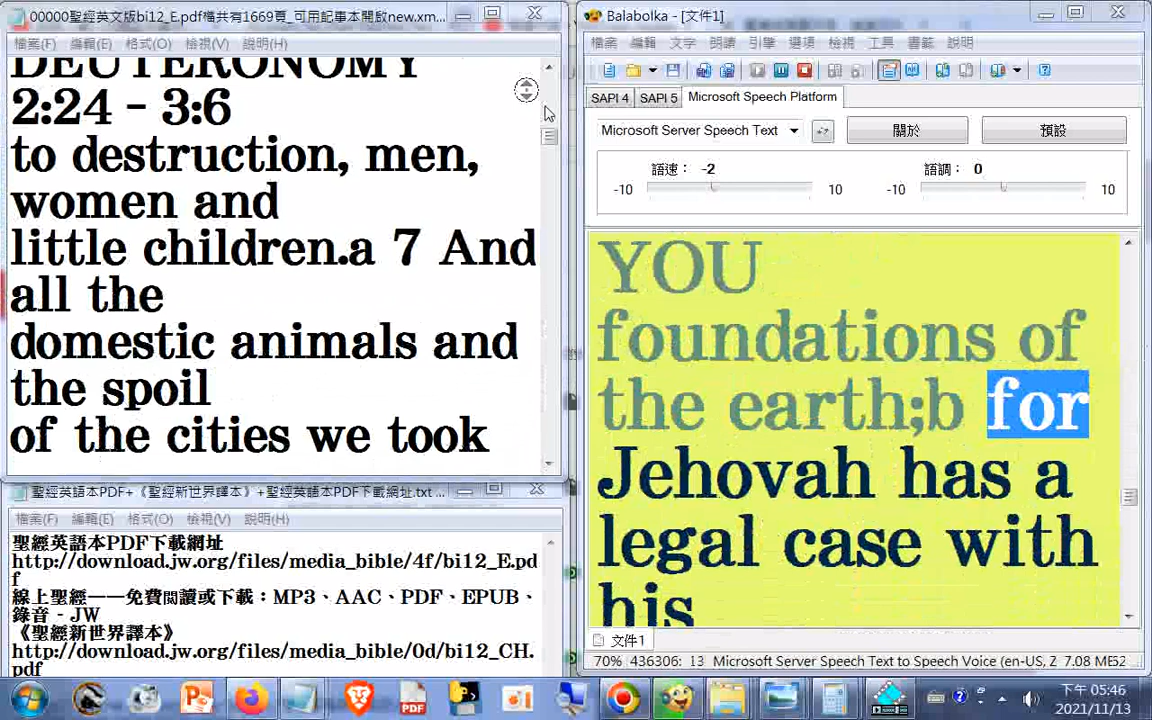 00000聖經英文版bi12_E.pdf檔共有1669頁_可用記事本開啟new.xm...
檔案(F) 編輯(E) 格式(O) 檢視(V) 說明(H)
DEUTERONOMY
2:24 - 3:6
to destruction, men,
women and
little children.a 7 And
all the
domestic animals and
the spoil
of the cities we took
聖經英語本PDF+《聖經新世界譯本》+聖經英語本PDF下載網址.txt ...
檔案(F) 編輯(E) 格式(O) 檢視(V) 說明(H)
聖經英語本PDF下載網址
http://download.jw.org/files/media_bible/4f/bi12_E.pd
f
線上聖經——免費閱讀或下載：MP3、AAC、PDF、EPUB、
錄音 - JW
《聖經新世界譯本》
http://download.jw.org/files/media_bible/0d/bi12_CH.
pdf
Balabolka - [文件1]
檔案 編輯 文字 朗讀 引擎 選項 檢視 工具 書籤 說明
SAPI 4 SAPI 5 Microsoft Speech Platform
Microsoft Server Speech Text 關於 預設
語速： -2 語調： 0
-10 10 -10 10
YOU
foundations of
the earth;b for
Jehovah has a
legal case with
his
文件1
70% 436306: 13 Microsoft Server Speech Text to Speech Voice (en-US, Z 7.08 ME52
PDF
下午 05:46
2021/11/13